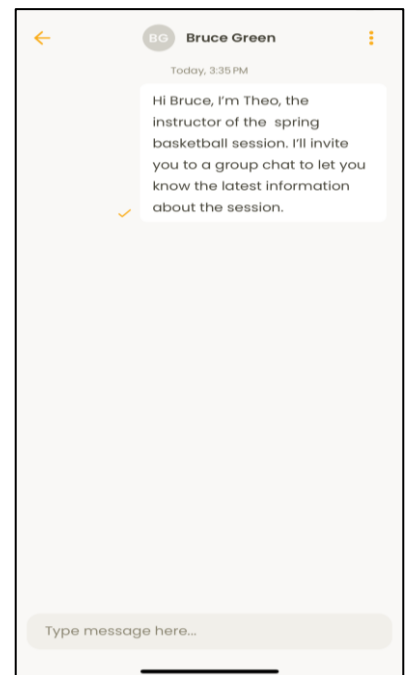 BG Bruce Green
Today, 3:35 PM
Hi Bruce, I'm Theo, the
instructor of the spring
basketball session. I'll invite
you to a group chat to let you
know the latest information
about the session.
Type message here...